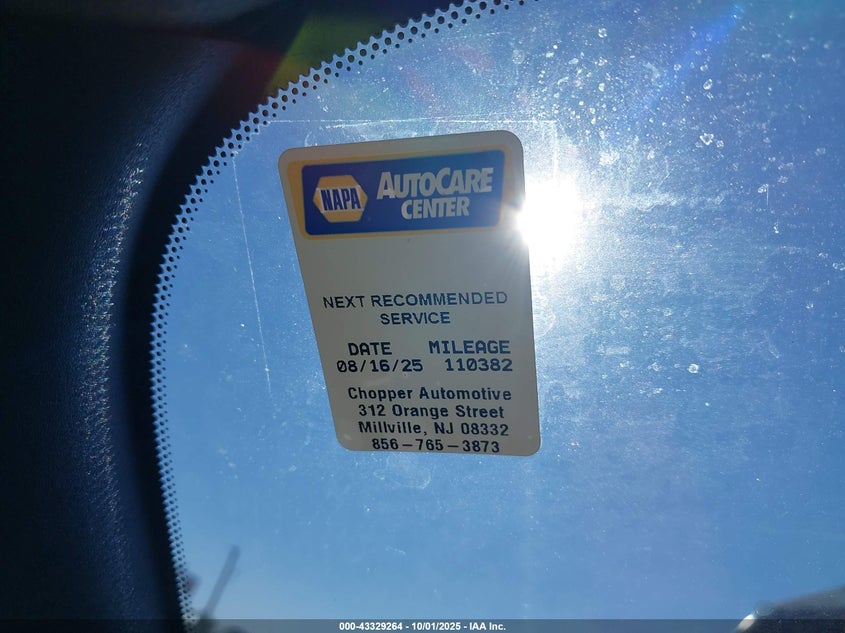 NAPA AUTOCARE
CENTER
NEXT RECOMMENDED
SERVICE
DATE MILEAGE
08/16/25 110382
Chopper Automotive
312 Orange Street
Millville, NJ 08332
856-765-3873
000-43329264 - 10/01/2025 - IAA Inc.